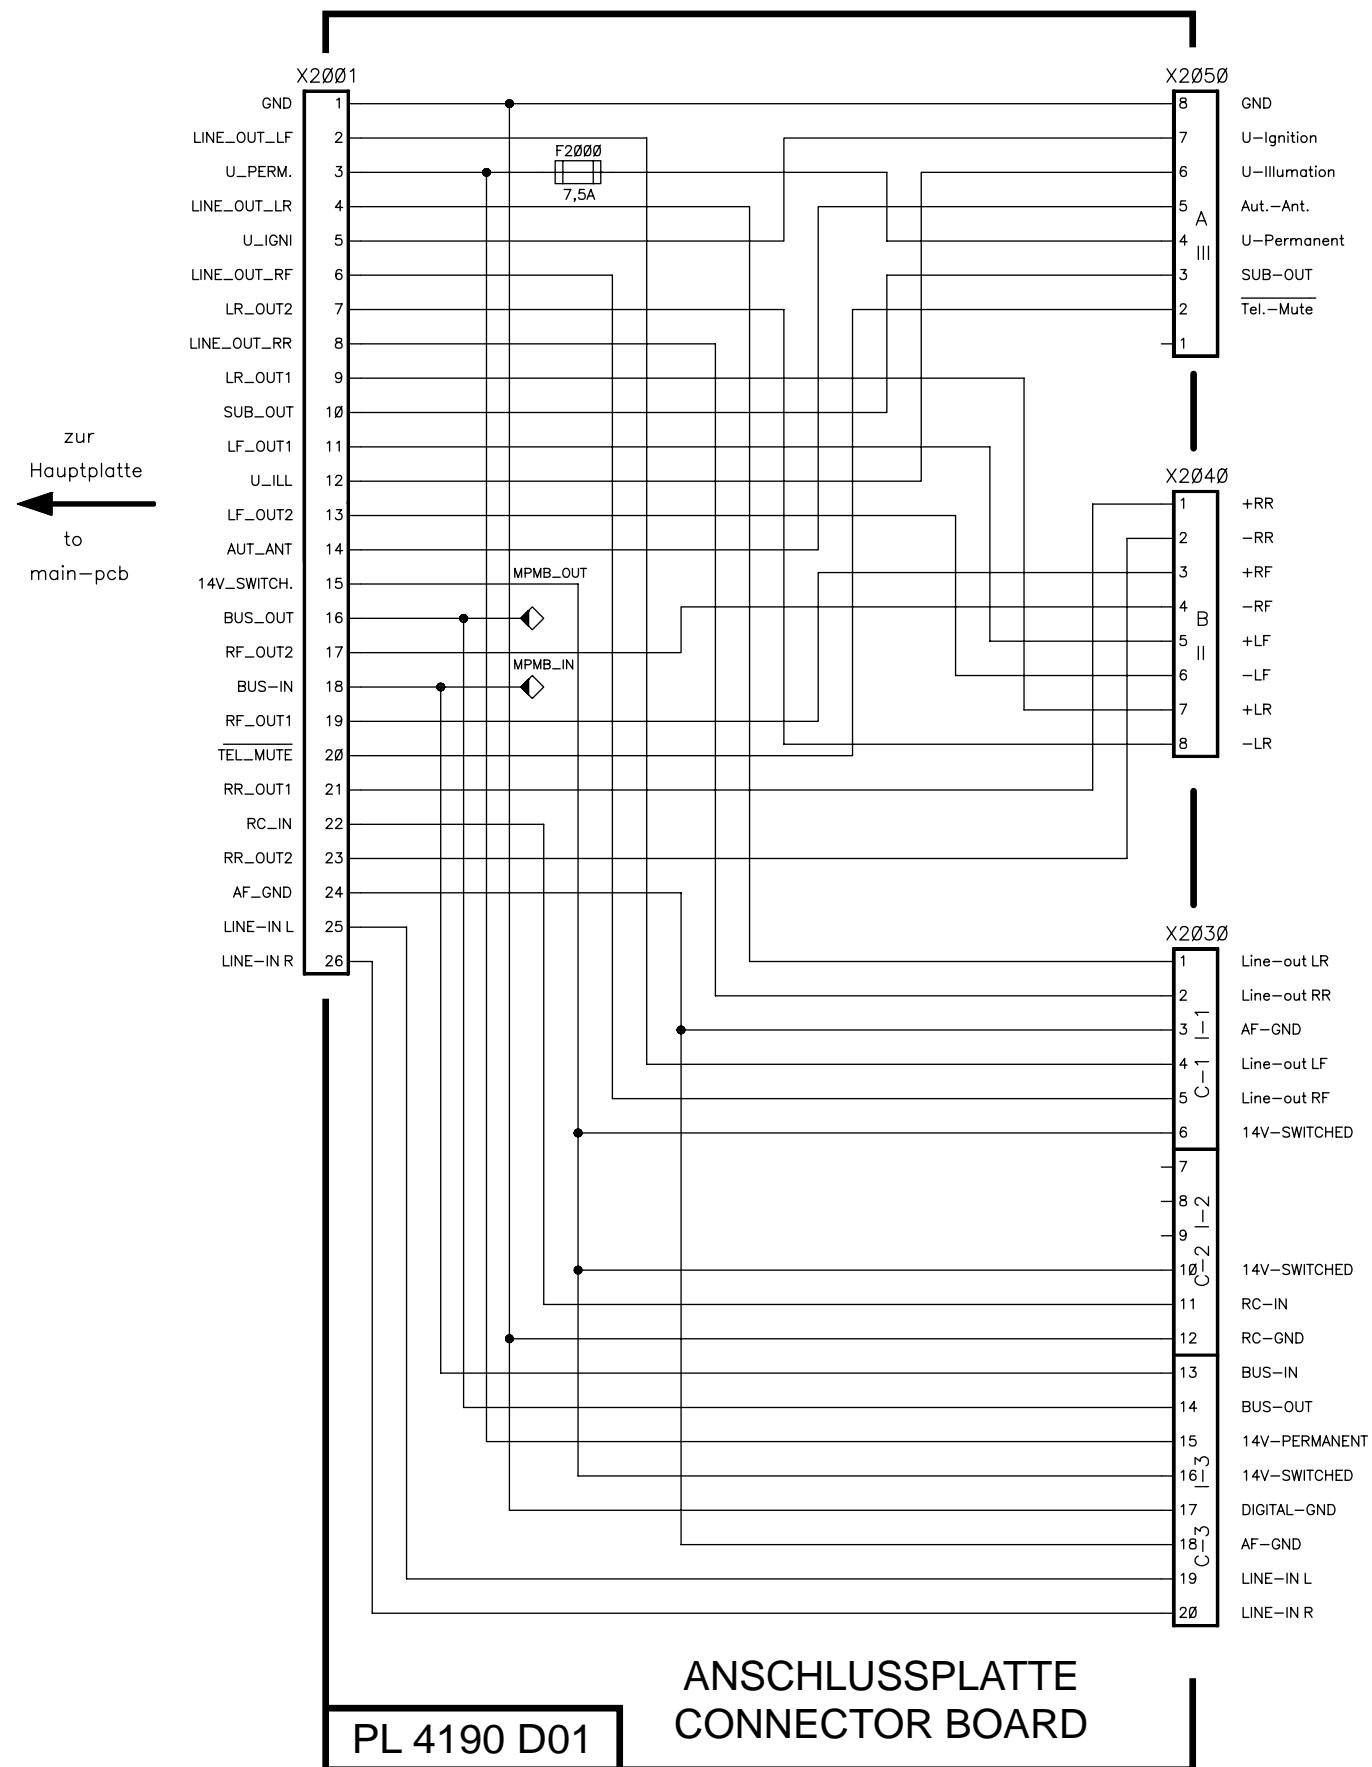 X2ØØ1
GND 1
LINE_OUT_LF 2
U_PERM. 3
LINE_OUT_LR 4
U_IGNI 5
LINE_OUT_RF 6
LR_OUT2 7
LINE_OUT_RR 8
LR_OUT1 9
SUB_OUT 1Ø
LF_OUT1 11
U_ILL 12
LF_OUT2 13
AUT_ANT 14
14V_SWITCH. 15
BUS_OUT 16
RF_OUT2 17
BUS-IN 18
RF_OUT1 19
TEL_MUTE 2Ø
RR_OUT1 21
RC_IN 22
RR_OUT2 23
AF_GND 24
LINE-IN L 25
LINE-IN R 26
zur
Hauptplatte
to
main-pcb
F2ØØØ
7,5A
MPMB_OUT
MPMB_IN
X2Ø5Ø
8 GND
7 U-Ignition
6 U-Illumation
5 Aut.-Ant.
4 U-Permanent
3 SUB-OUT
2 Tel.-Mute
1
A
III
X2Ø4Ø
1 +RR
2 -RR
3 +RF
4 -RF
5 +LF
6 -LF
7 +LR
8 -LR
B
II
X2Ø3Ø
1 Line-out LR
2 Line-out RR
3 AF-GND
4 Line-out LF
5 Line-out RF
6 14V-SWITCHED
C-1 I-1
7
8
9
1Ø 14V-SWITCHED
11 RC-IN
12 RC-GND
C-2 I-2
13 BUS-IN
14 BUS-OUT
15 14V-PERMANENT
16 14V-SWITCHED
17 DIGITAL-GND
18 AF-GND
19 LINE-IN L
2Ø LINE-IN R
C-3 I-3
ANSCHLUSSPLATTE
CONNECTOR BOARD
PL 4190 D01